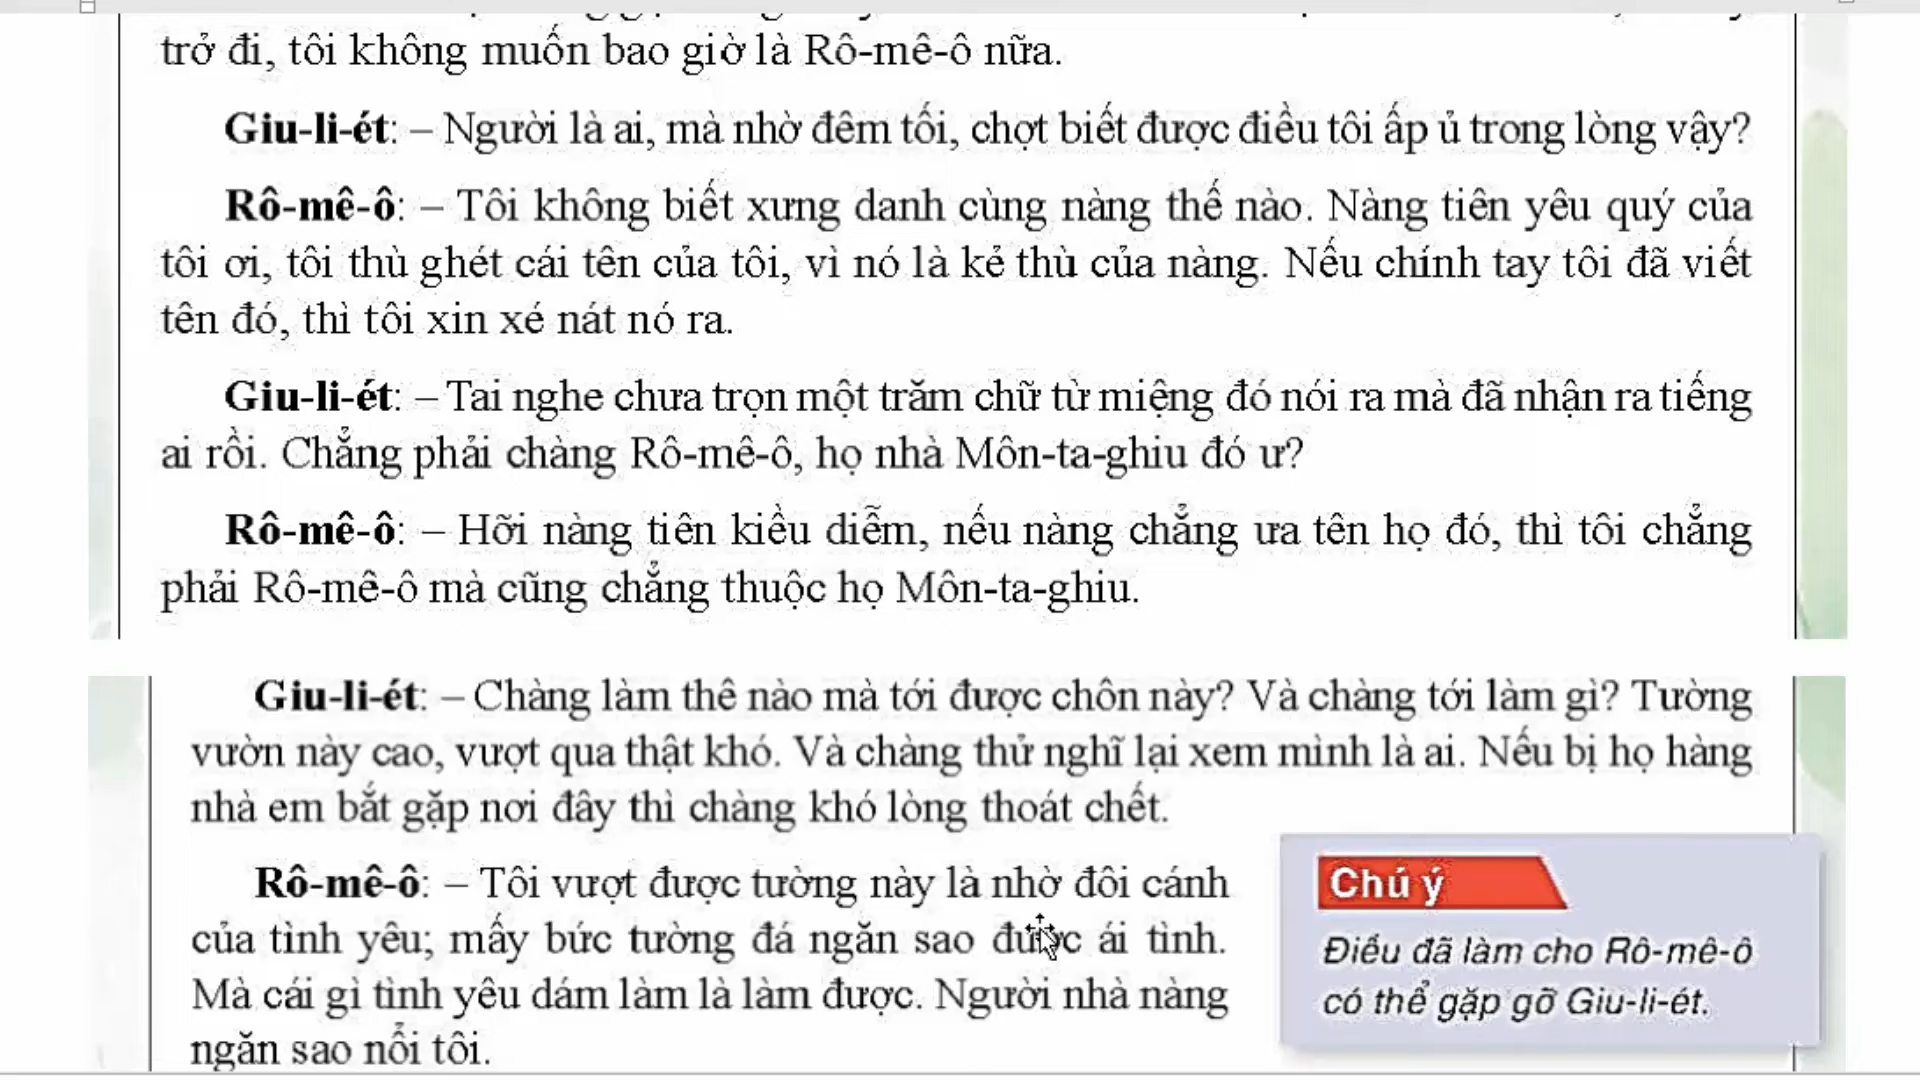 trở đi, tôi không muốn bao giờ là Rô-mê-ô nữa.
Giu-li-ét: – Người là ai, mà nhờ đêm tối, chợt biết được điều tôi ấp ủ trong lòng vậy?
Rô-mê-ô: – Tôi không biết xưng danh cùng nàng thế nào. Nàng tiên yêu quý của
tôi ơi, tôi thù ghét cái tên của tôi, vì nó là kẻ thù của nàng. Nếu chính tay tôi đã viết
tên đó, thì tôi xin xé nát nó ra.
Giu-li-ét: – Tai nghe chưa trọn một trăm chữ từ miệng đó nói ra mà đã nhận ra tiếng
ai rồi. Chẳng phải chàng Rô-mê-ô, họ nhà Môn-ta-ghiu đó ư?
Rô-mê-ô: – Hỡi nàng tiên kiều diễm, nếu nàng chẳng ưa tên họ đó, thì tôi chẳng
phải Rô-mê-ô mà cũng chẳng thuộc họ Môn-ta-ghiu.
Giu-li-ét: – Chàng làm thế nào mà tới được chốn này? Và chàng tới làm gì? Tường
vườn này cao, vượt qua thật khó. Và chàng thử nghĩ lại xem mình là ai. Nếu bị họ hàng
nhà em bắt gặp nơi đây thì chàng khó lòng thoát chết.
Rô-mê-ô: – Tôi vượt được tường này là nhờ đôi cánh
của tình yêu; mấy bức tường đá ngăn sao được ái tình.
Mà cái gì tình yêu dám làm là làm được. Người nhà nàng
ngăn sao nổi tôi.
Chú ý
Điều đã làm cho Rô-mê-ô
có thể gặp gỡ Giu-li-ét.